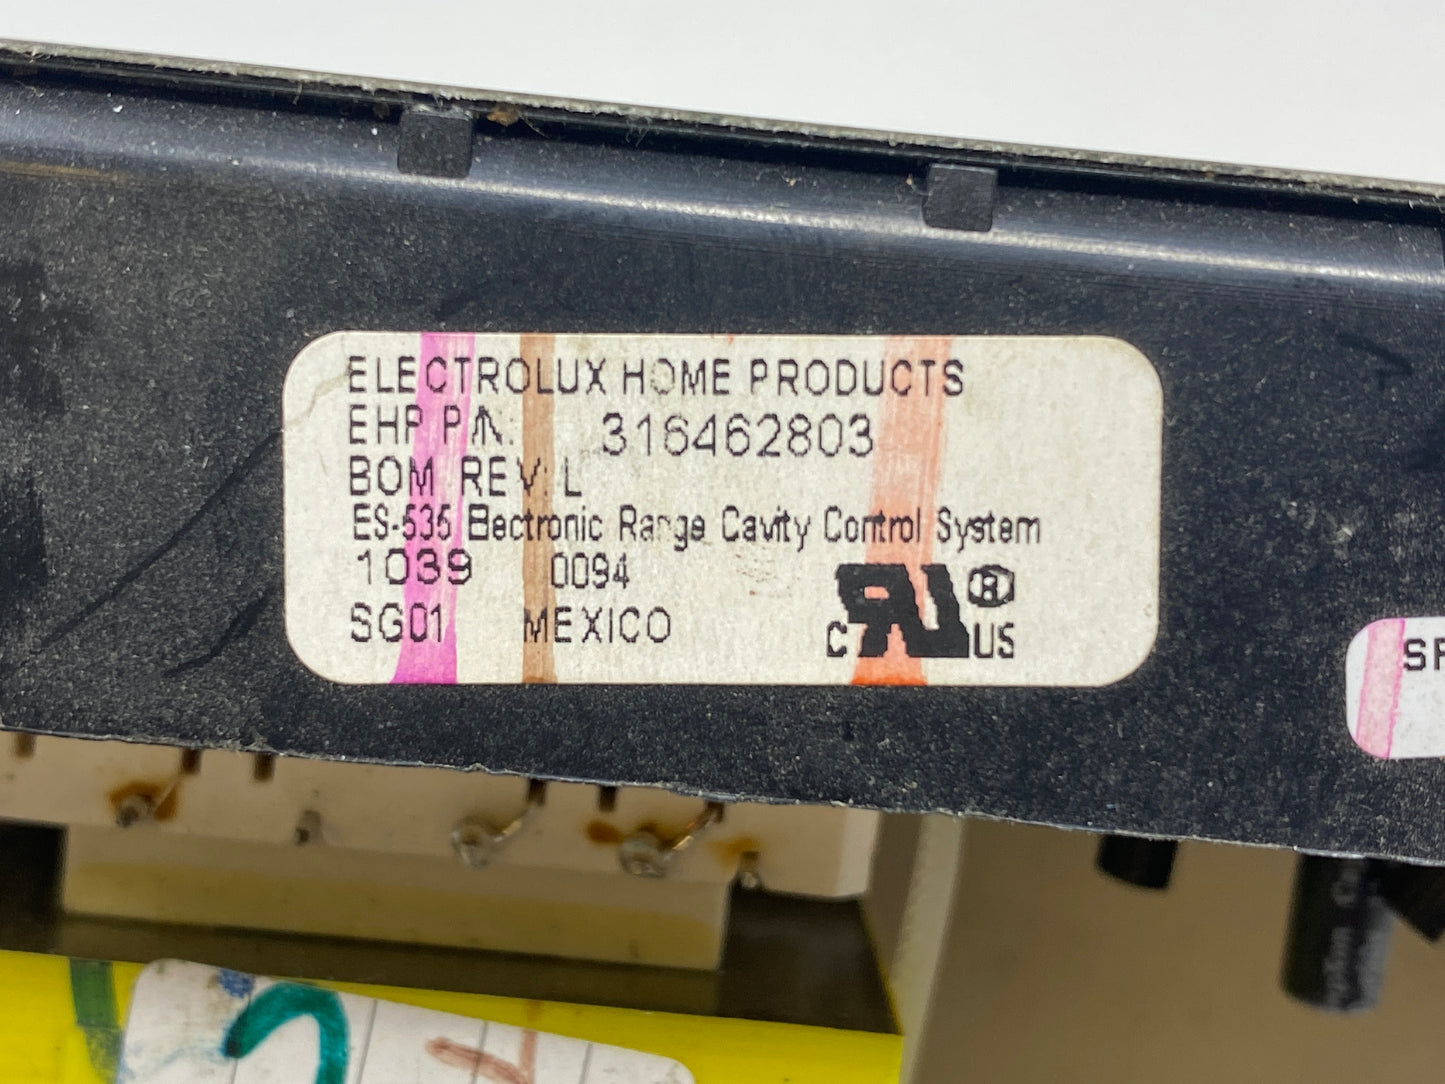 ELECTROLUX HOME PRODUCTS
EHP P/N: 316462803
BOM REV: L
ES-535 Electronic Range Cavity Control System
1039 0094
SG01 MEXICO
C US ®